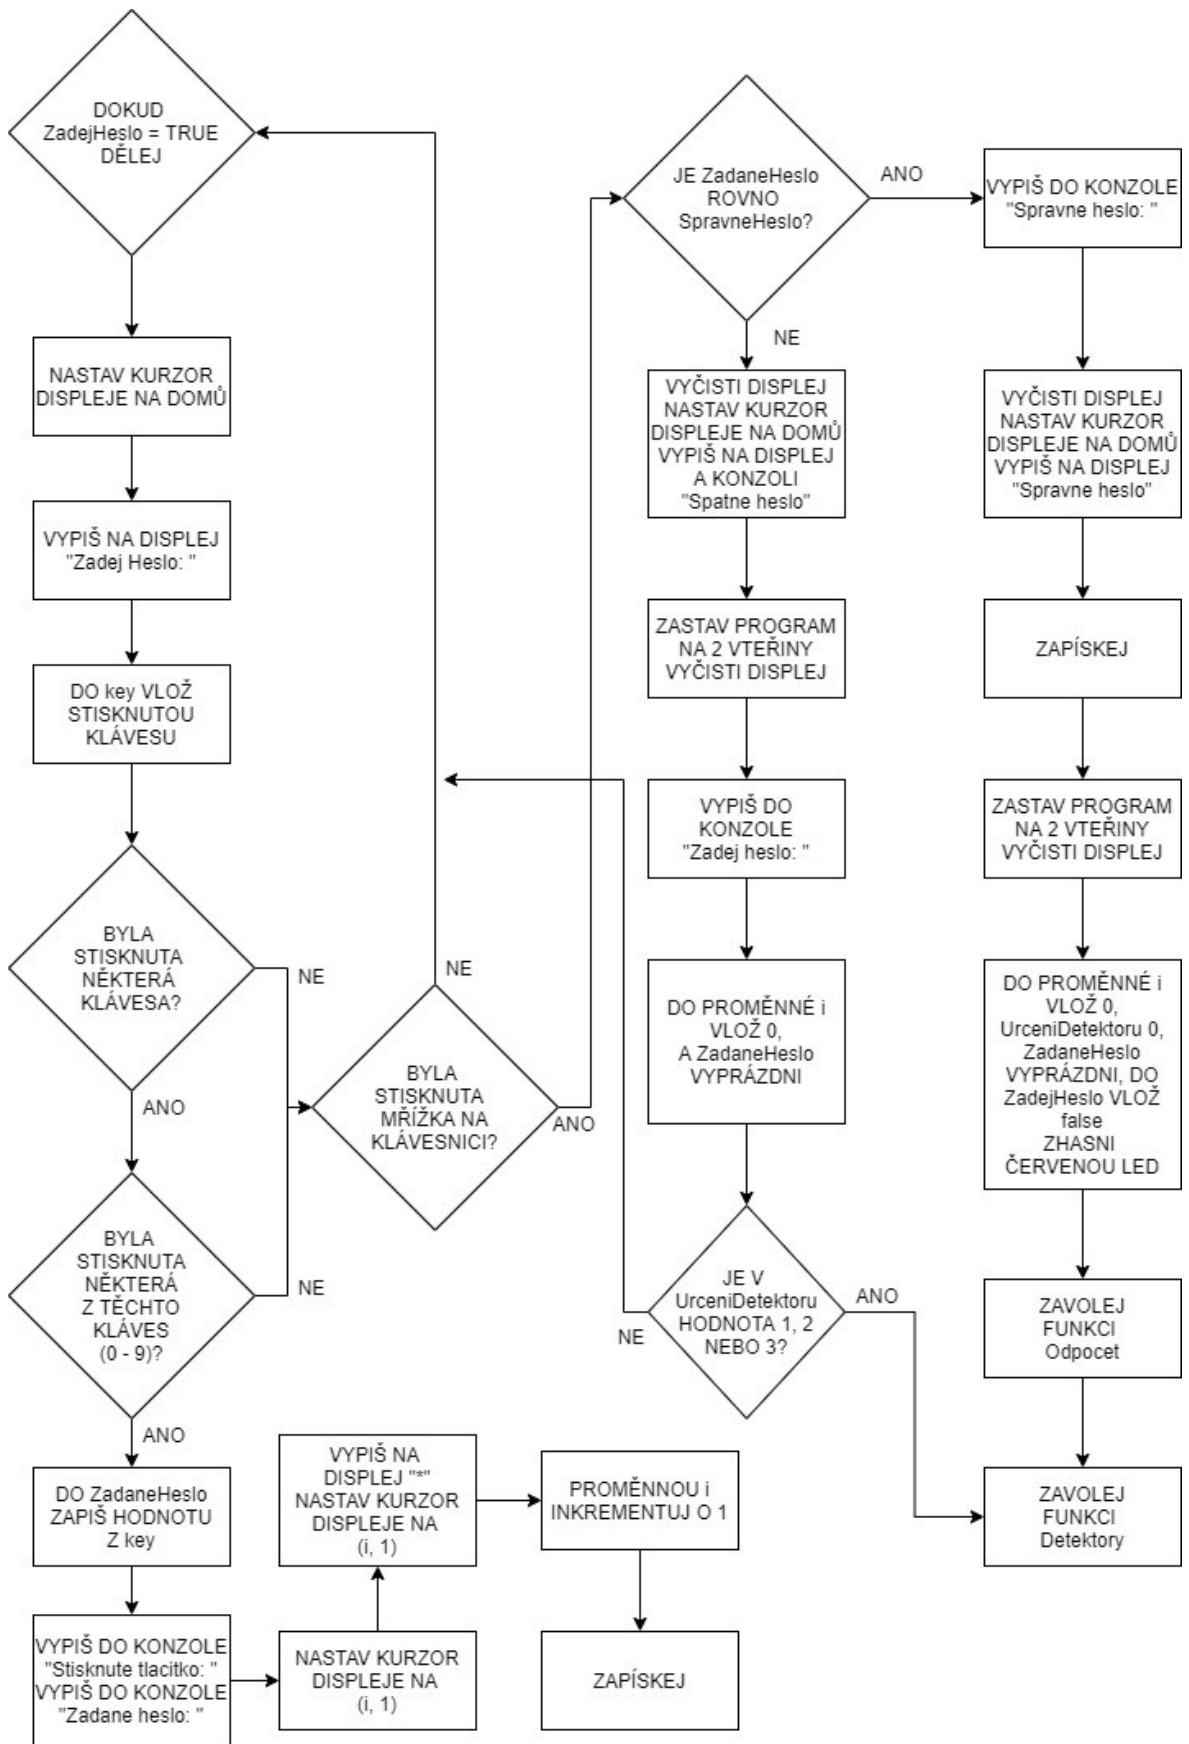 DOKUD
ZadejHeslo = TRUE
DĚLEJ
NASTAV KURZOR
DISPLEJE NA DOMŮ
VYPIŠ NA DISPLEJ
"Zadej Heslo: "
DO key VLOŽ
STISKNUTOU
KLÁVESU
BYLA
STISKNUTA
NĚKTERÁ
KLÁVESA?
NE
ANO
BYLA
STISKNUTA
NĚKTERÁ
Z TĚCHTO
KLÁVES
(0 - 9)?
NE
ANO
DO ZadaneHeslo
ZAPIŠ HODNOTU
Z key
VYPIŠ DO KONZOLE
"Stisknute tlacitko: "
VYPIŠ DO KONZOLE
"Zadane heslo: "
NASTAV KURZOR
DISPLEJE NA
(i, 1)
VYPIŠ NA
DISPLEJ "*"
NASTAV KURZOR
DISPLEJE NA
(i, 1)
PROMĚNNOU i
INKREMENTUJ O 1
ZAPÍSKEJ
NE
BYLA
STISKNUTA
MŘÍŽKA NA
KLÁVESNICI?
ANO
JE ZadaneHeslo
ROVNO
SpravneHeslo?
ANO
NE
VYČISTI DISPLEJ
NASTAV KURZOR
DISPLEJE NA DOMŮ
VYPIŠ NA DISPLEJ
A KONZOLI
"Spatne heslo"
ZASTAV PROGRAM
NA 2 VTEŘINY
VYČISTI DISPLEJ
VYPIŠ DO
KONZOLE
"Zadej heslo: "
DO PROMĚNNÉ i
VLOŽ 0,
A ZadaneHeslo
VYPRÁZDNI
JE V
UrceniDetektoru
HODNOTA 1, 2
NEBO 3?
NE
ANO
VYPIŠ DO KONZOLE
"Spravne heslo: "
VYČISTI DISPLEJ
NASTAV KURZOR
DISPLEJE NA DOMŮ
VYPIŠ NA DISPLEJ
"Spravne heslo"
ZAPÍSKEJ
ZASTAV PROGRAM
NA 2 VTEŘINY
VYČISTI DISPLEJ
DO PROMĚNNÉ i
VLOŽ 0,
UrceniDetektoru 0,
ZadaneHeslo
VYPRÁZDNI, DO
ZadejHeslo VLOŽ
false
ZHASNI
ČERVENOU LED
ZAVOLEJ
FUNKCI
Odpocet
ZAVOLEJ
FUNKCI
Detektory